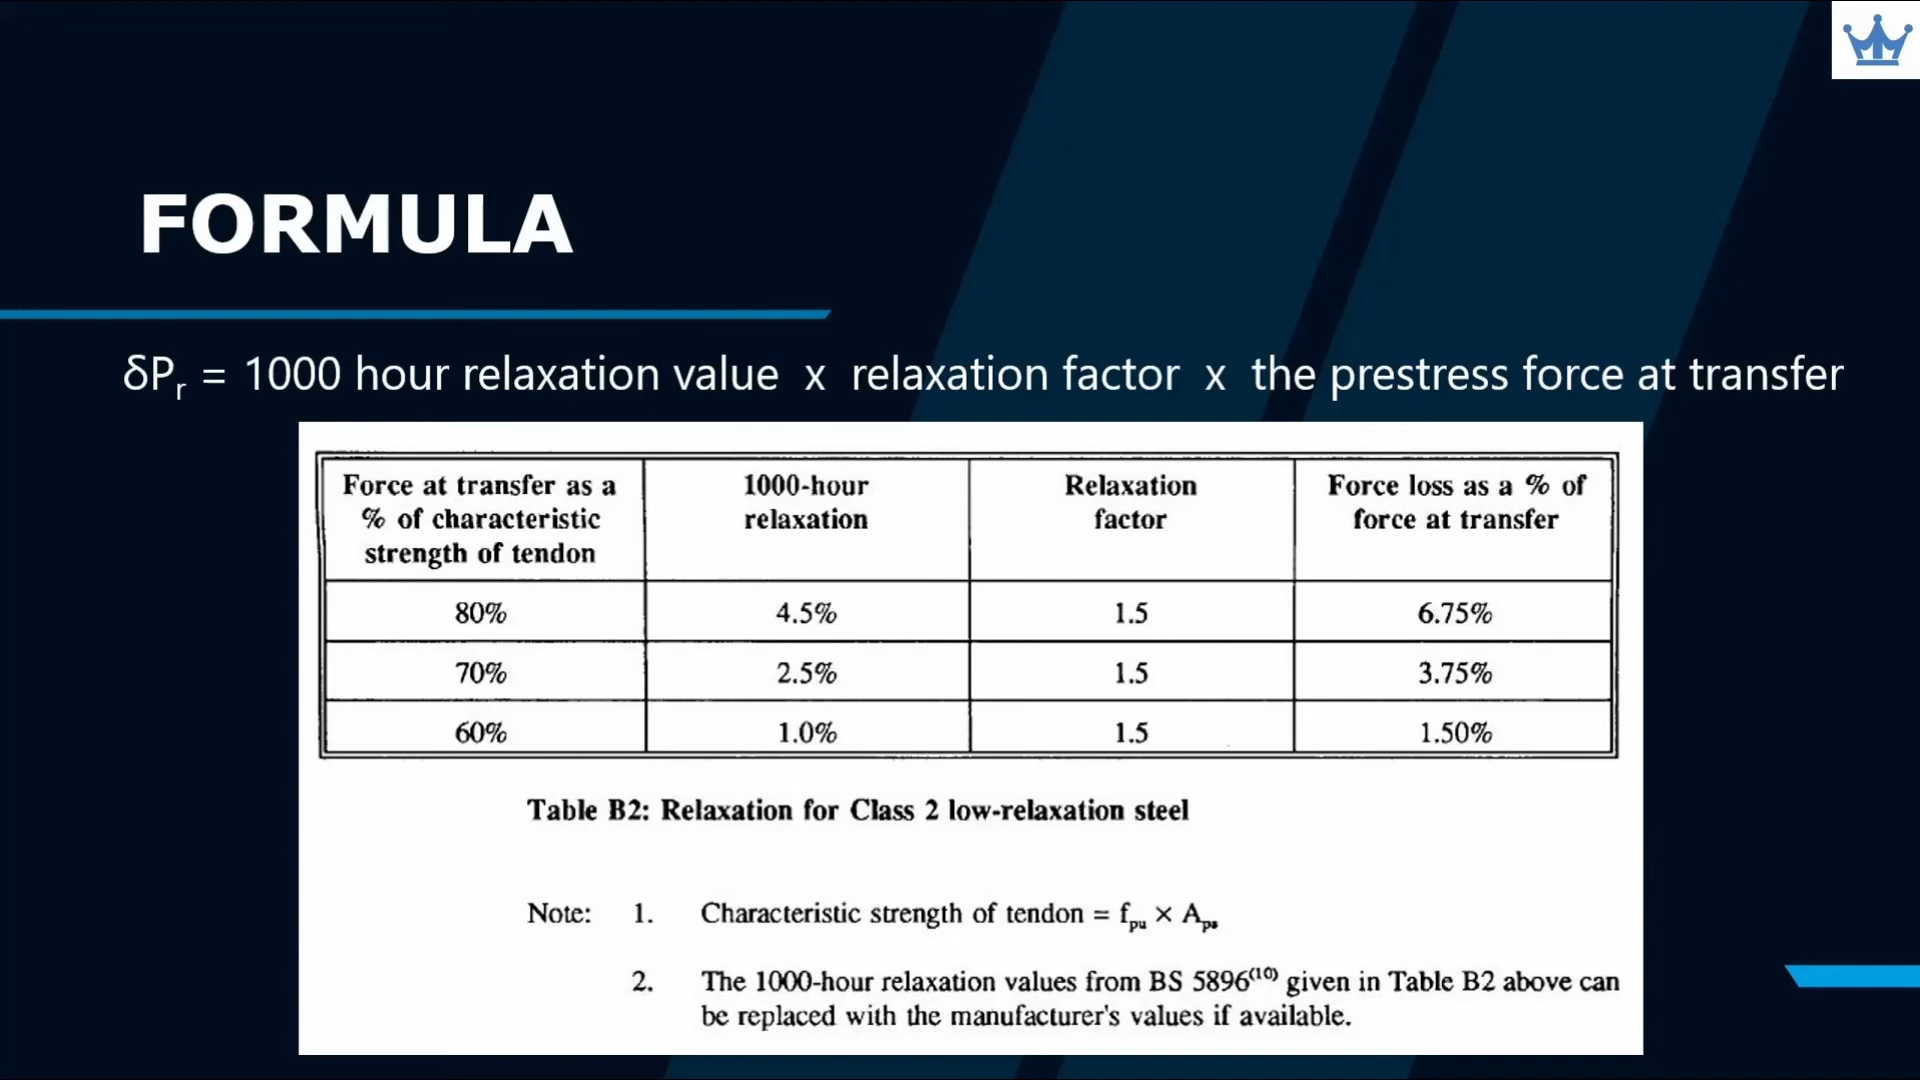 FORMULA
δPr = 1000 hour relaxation value x relaxation factor x the prestress force at transfer
Force at transfer as a % of characteristic strength of tendon 1000-hour relaxation Relaxation factor Force loss as a % of force at transfer
80% 4.5% 1.5 6.75%
70% 2.5% 1.5 3.75%
60% 1.0% 1.5 1.50%
Table B2: Relaxation for Class 2 low-relaxation steel
Note: 1. Characteristic strength of tendon = fpu × Aps
2. The 1000-hour relaxation values from BS 5896(10) given in Table B2 above can
be replaced with the manufacturer's values if available.